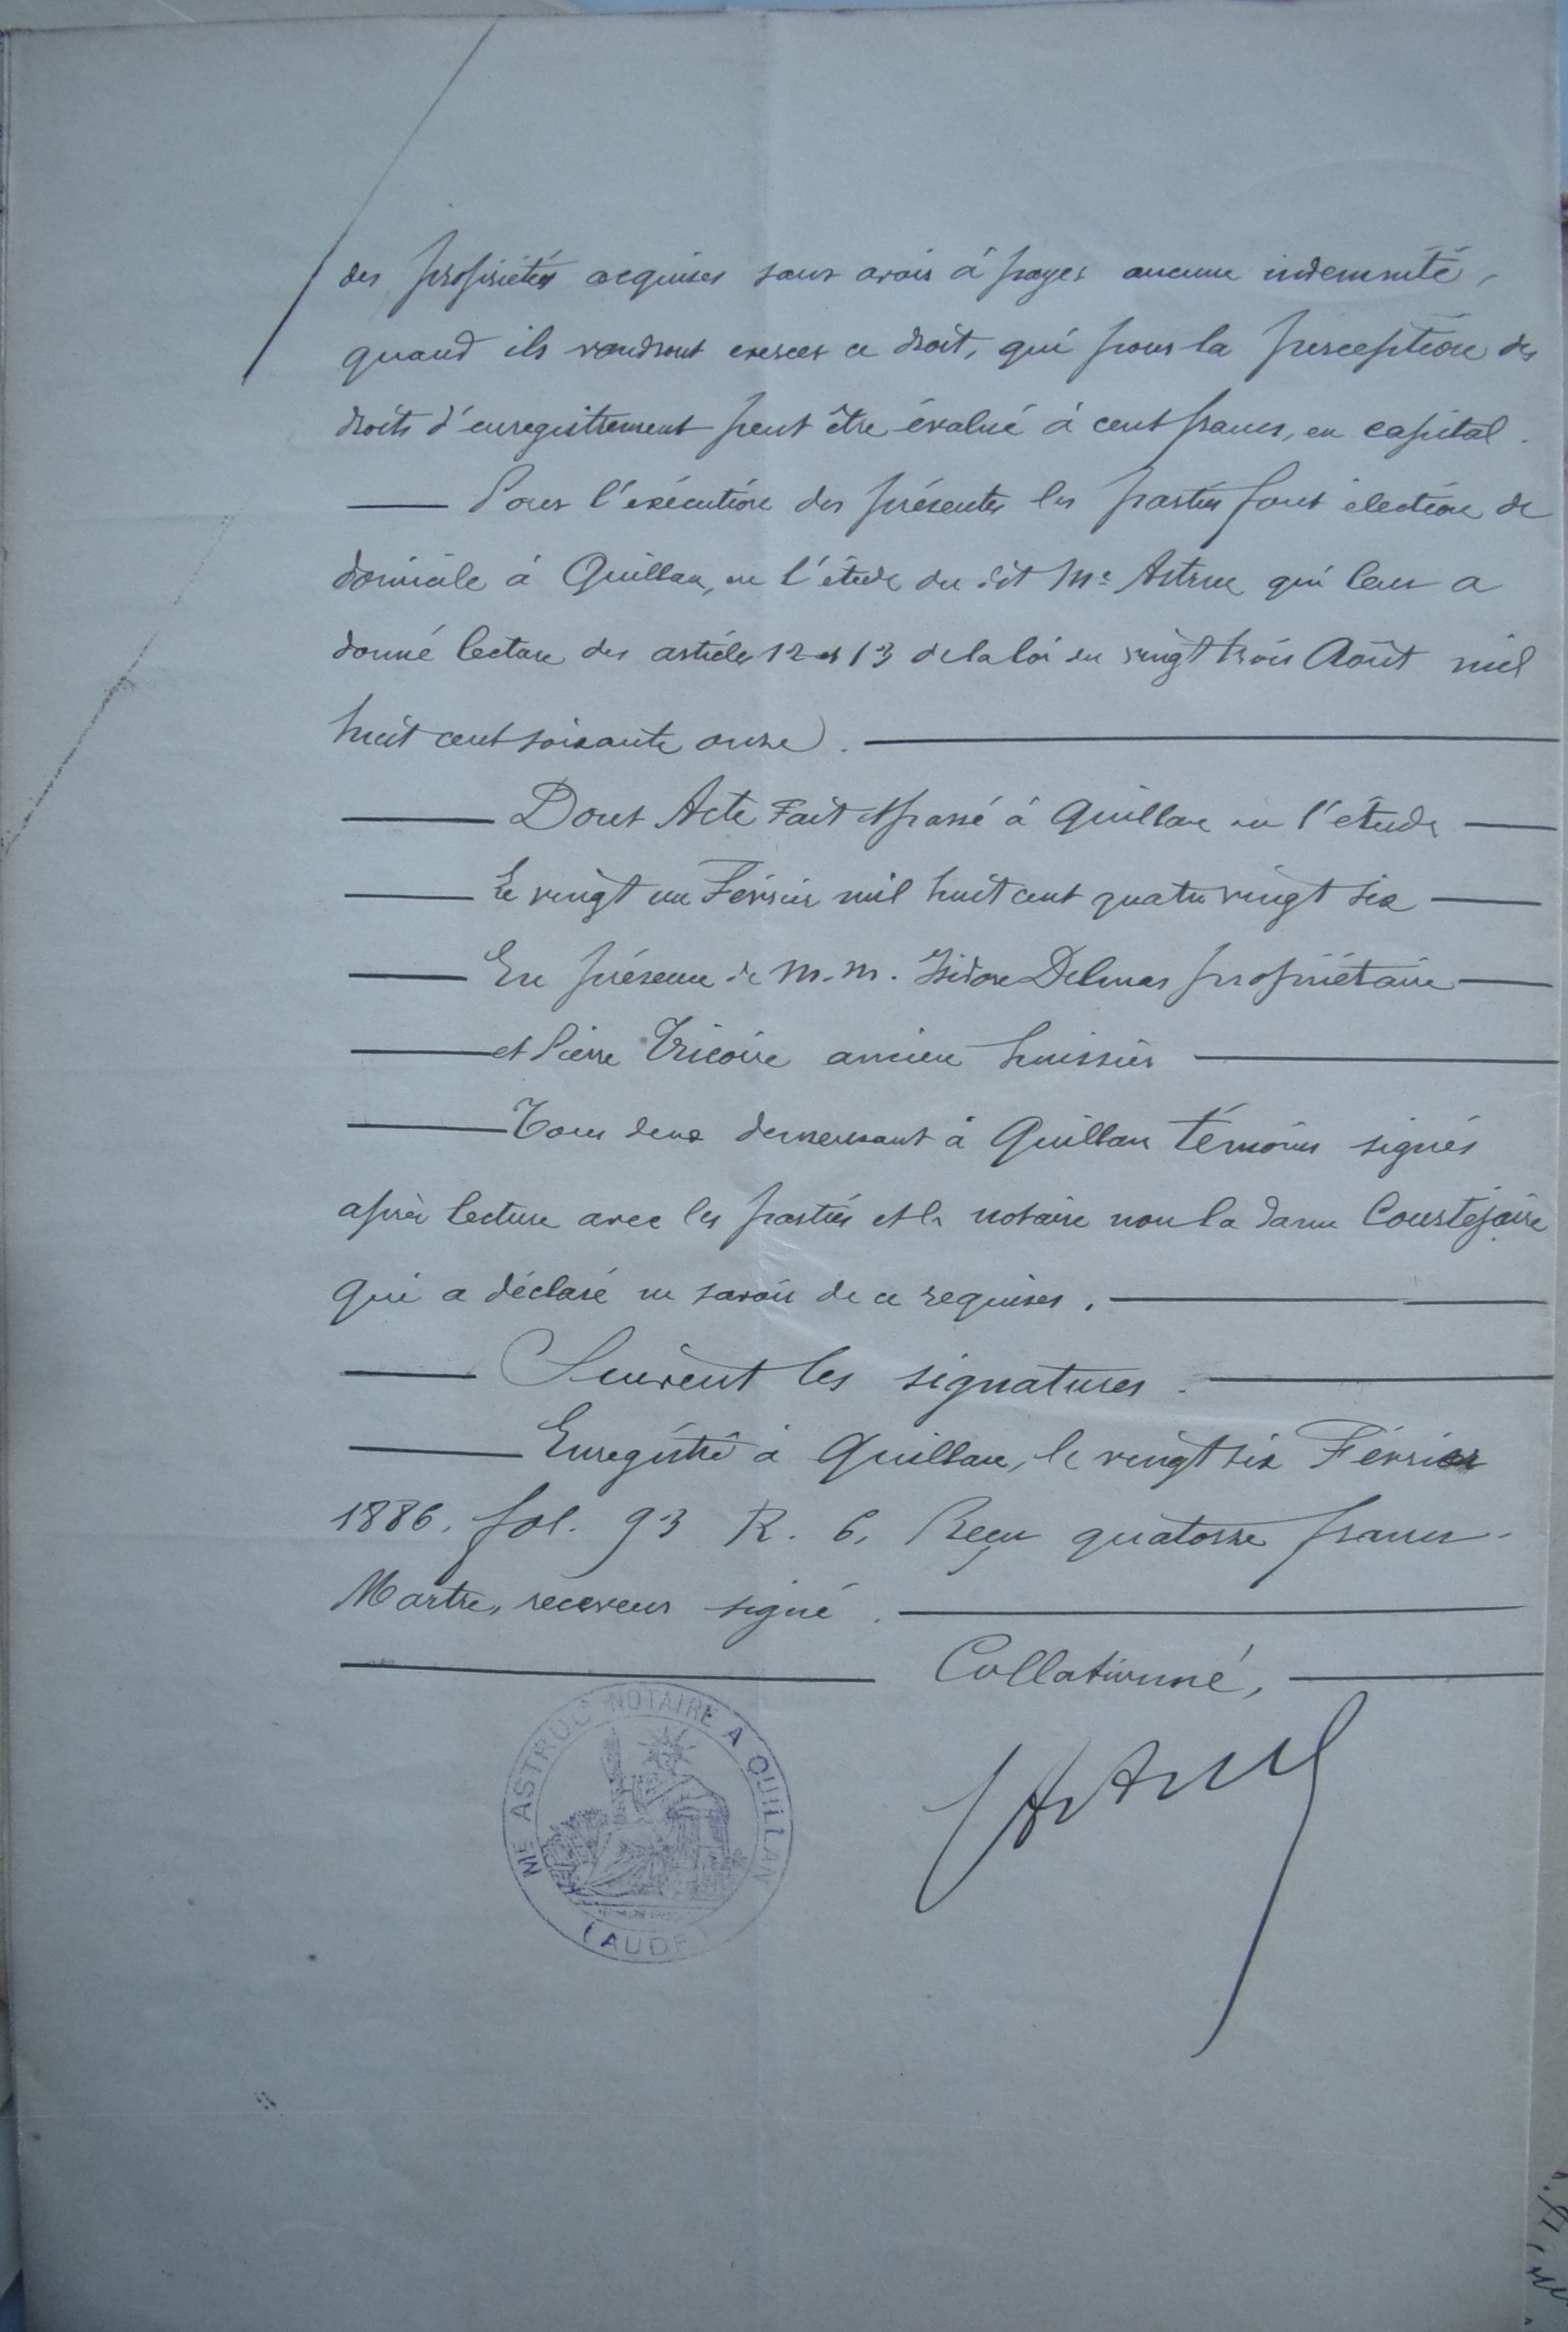 des propriétés acquises sans avoir à payer aucune indemnité,
quand ils voudront exercer ce droit, qui pour la perception des
droits d'enregistrement peut être évalué à cent francs, en capital.
Pour l'exécution des présentes les parties font élection de
domicile à Quillan, en l'étude du dit Me Astruc qui leur a
donné lecture des articles 12 et 13 de la loi du vingt trois Août mil
huit cent soixante onze.
Dont Acte Fait et passé à Quillan en l'étude
Le vingt un Février mil huit cent quatre vingt six
En présence de M.M. Isidore Delmas propriétaire
et Pierre Tricoire ancien huissier
Tous deux demeurant à Quillan témoins signés
après lecture avec les parties et le notaire non la dame Courtejaire
qui a déclaré ne savoir de ce requises.
Suivent les signatures.
Enregistré à Quillan, le vingt six Février
1886, fol. 93 R. 6, Reçu quatorze francs.
Martre, receveur signé.
Collationné,
Astruc
ME ASTRUC NOTAIRE A QUILLAN
(AUDE)